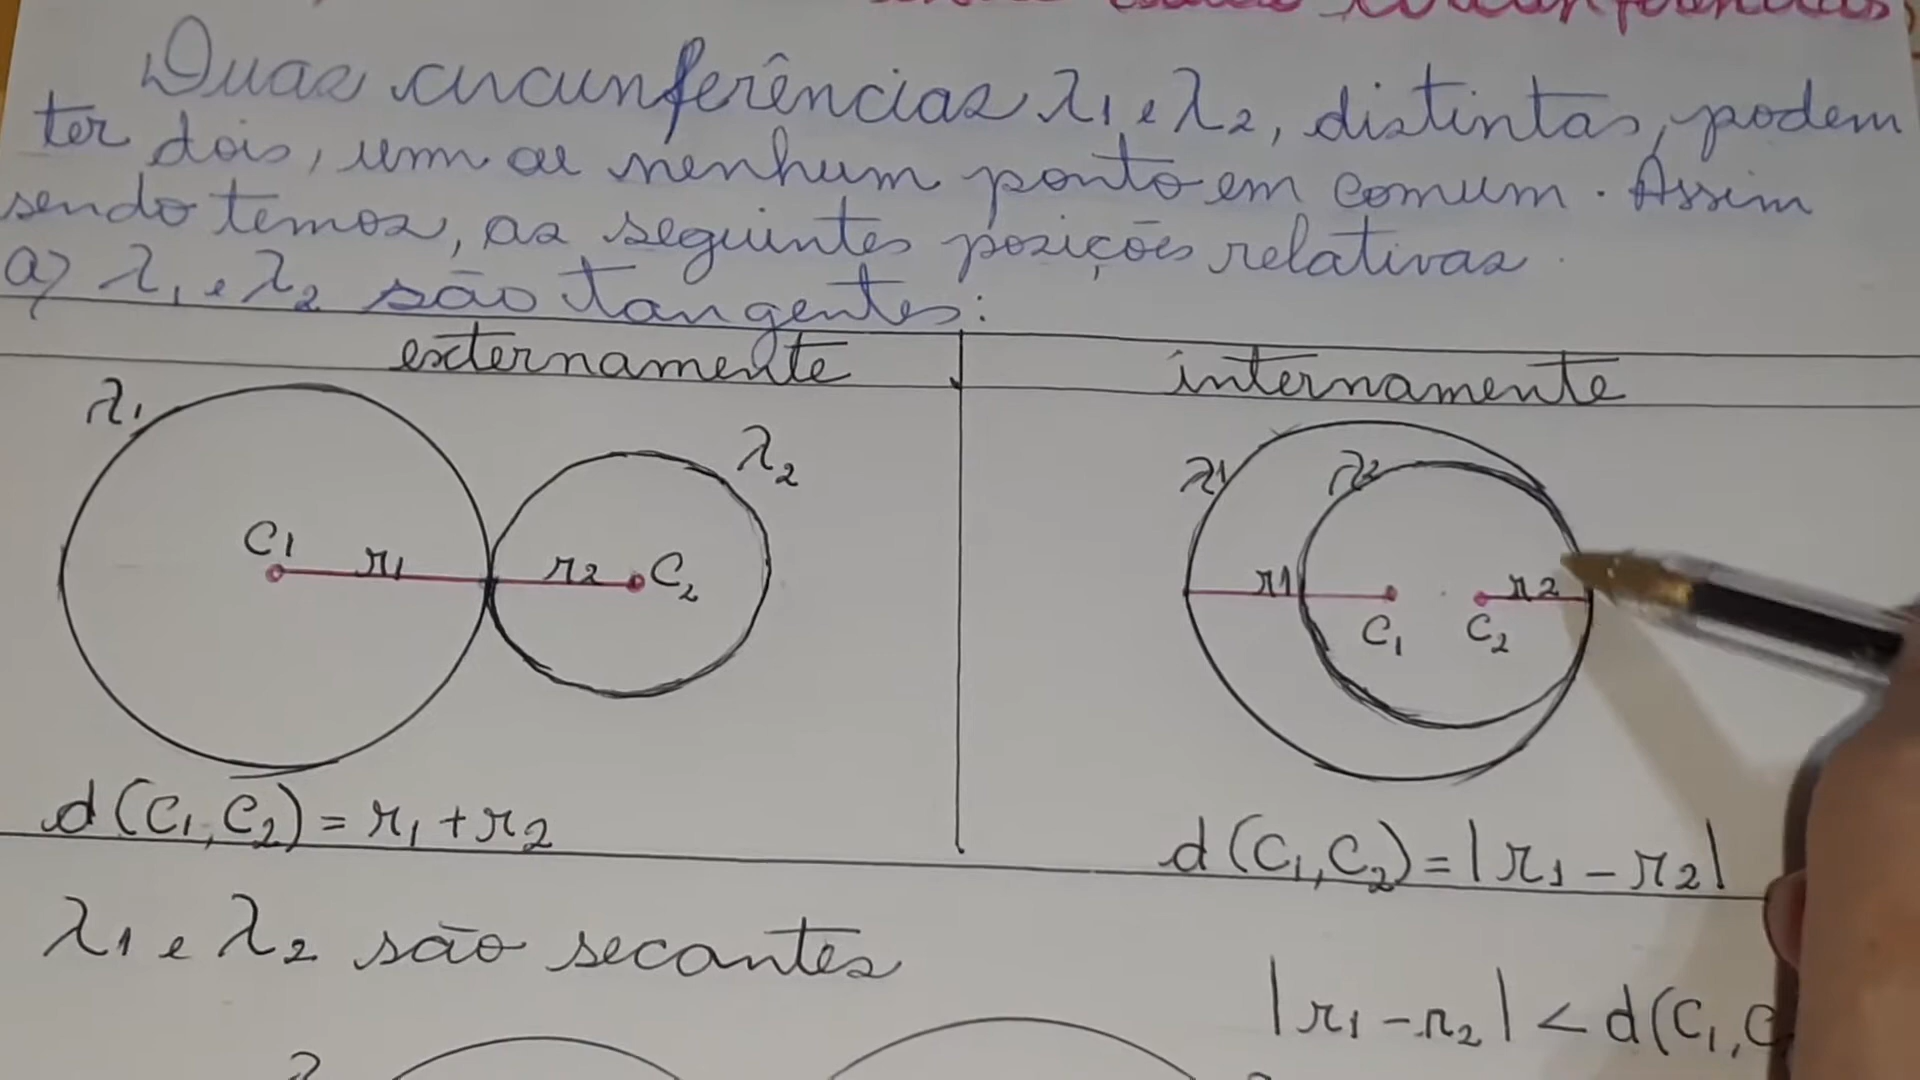 Duas circunferências λ1 e λ2, distintas, podem
ter dois, um ou nenhum ponto em comum. Assim
sendo temos, as seguintes posições relativas.
a) λ1 e λ2 são tangentes:
externamente
internamente
λ1
λ2
C1
r1
r2
C2
λ1
λ2
r1
r2
C1
C2
d(C1, C2) = r1 + r2
d(C1, C2) = |r1 - r2|
λ1 e λ2 são secantes
|r1 - r2| < d(C1, C